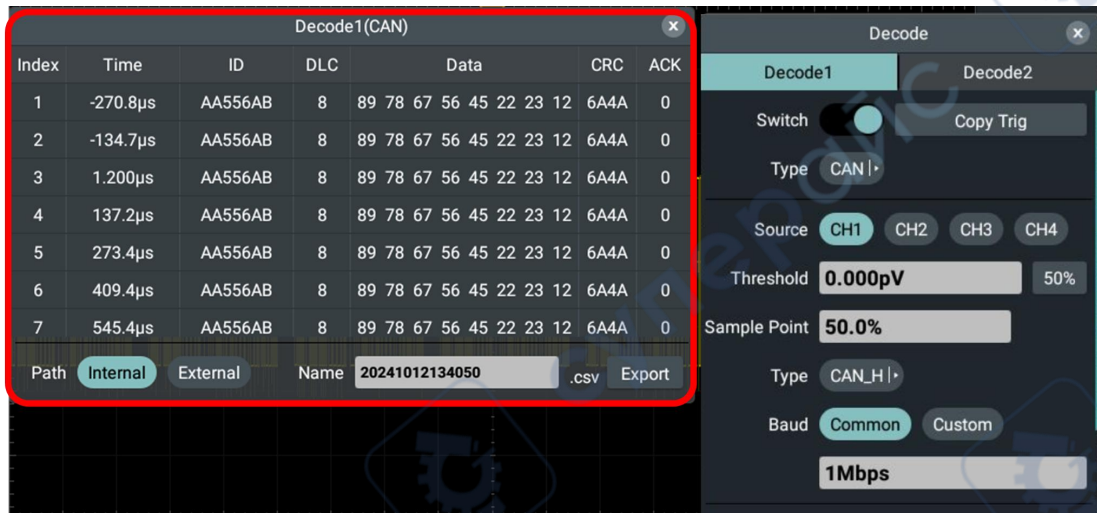 Decode1(CAN)
Index Time ID DLC Data CRC ACK
1 -270.8µs AA556AB 8 89 78 67 56 45 22 23 12 6A4A 0
2 -134.7µs AA556AB 8 89 78 67 56 45 22 23 12 6A4A 0
3 1.200µs AA556AB 8 89 78 67 56 45 22 23 12 6A4A 0
4 137.2µs AA556AB 8 89 78 67 56 45 22 23 12 6A4A 0
5 273.4µs AA556AB 8 89 78 67 56 45 22 23 12 6A4A 0
6 409.4µs AA556AB 8 89 78 67 56 45 22 23 12 6A4A 0
7 545.4µs AA556AB 8 89 78 67 56 45 22 23 12 6A4A 0
Path Internal External Name 20241012134050 .csv Export
Decode
Decode1 Decode2
Switch Copy Trig
Type CAN
Source CH1 CH2 CH3 CH4
Threshold 0.000pV 50%
Sample Point 50.0%
Type CAN_H
Baud Common Custom
1Mbps
суперайс